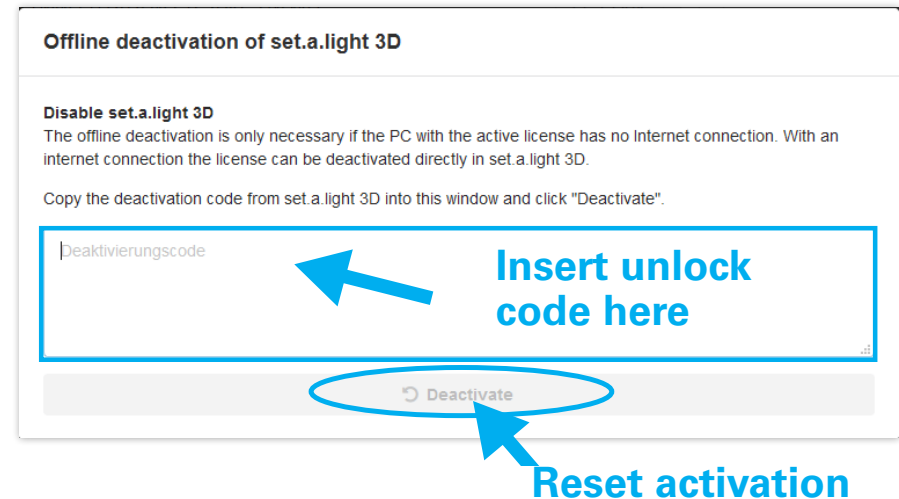 Offline deactivation of set.a.light 3D
Disable set.a.light 3D
The offline deactivation is only necessary if the PC with the active license has no Internet connection. With an
internet connection the license can be deactivated directly in set.a.light 3D.
Copy the deactivation code from set.a.light 3D into this window and click "Deactivate".
Deaktivierungscode
Insert unlock
code here
Deactivate
Reset activation